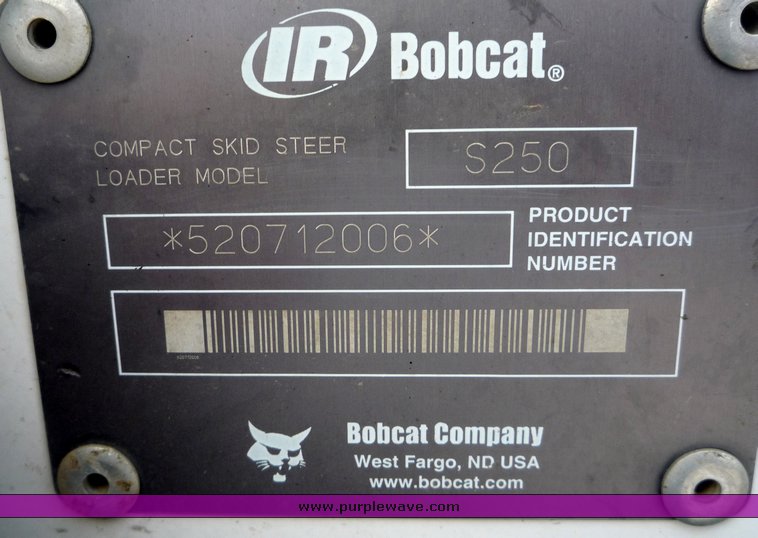 IR Bobcat®
COMPACT SKID STEER
LOADER MODEL
S250
*520712006*
PRODUCT
IDENTIFICATION
NUMBER
520712006
Bobcat Company
West Fargo, ND USA
www.bobcat.com
www.purplewave.com